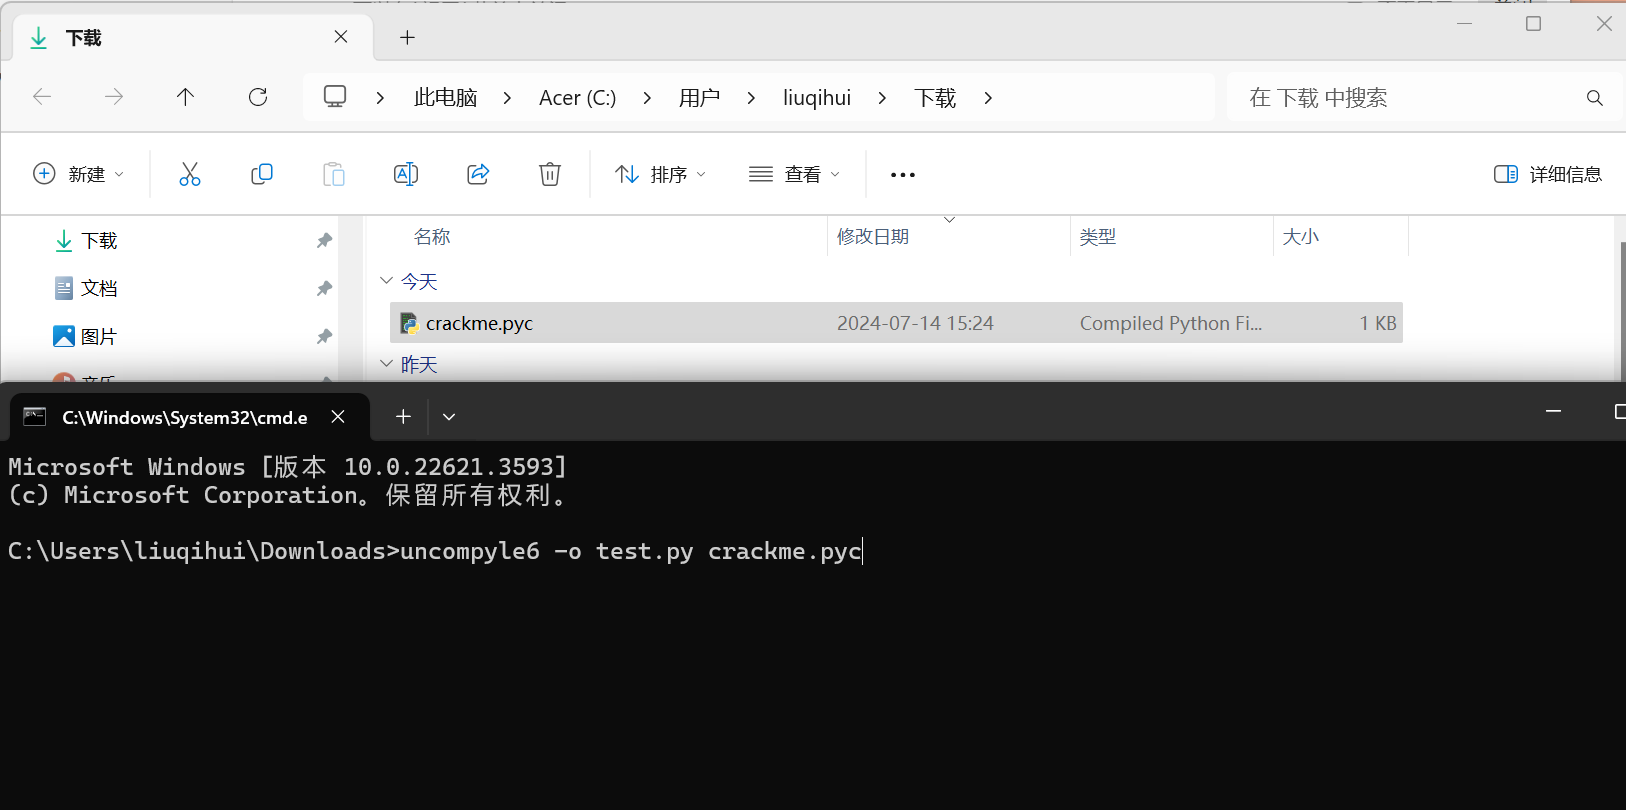 下载
此电脑 Acer (C:) 用户 liuqihui 下载
在 下载 中搜索
新建 排序 查看 详细信息
下载
文档
图片
音乐
名称 修改日期 类型 大小
今天
crackme.pyc 2024-07-14 15:24 Compiled Python Fi... 1 KB
昨天
C:\Windows\System32\cmd.e
Microsoft Windows [版本 10.0.22621.3593]
(c) Microsoft Corporation。保留所有权利。
C:\Users\liuqihui\Downloads>uncompyle6 -o test.py crackme.pyc